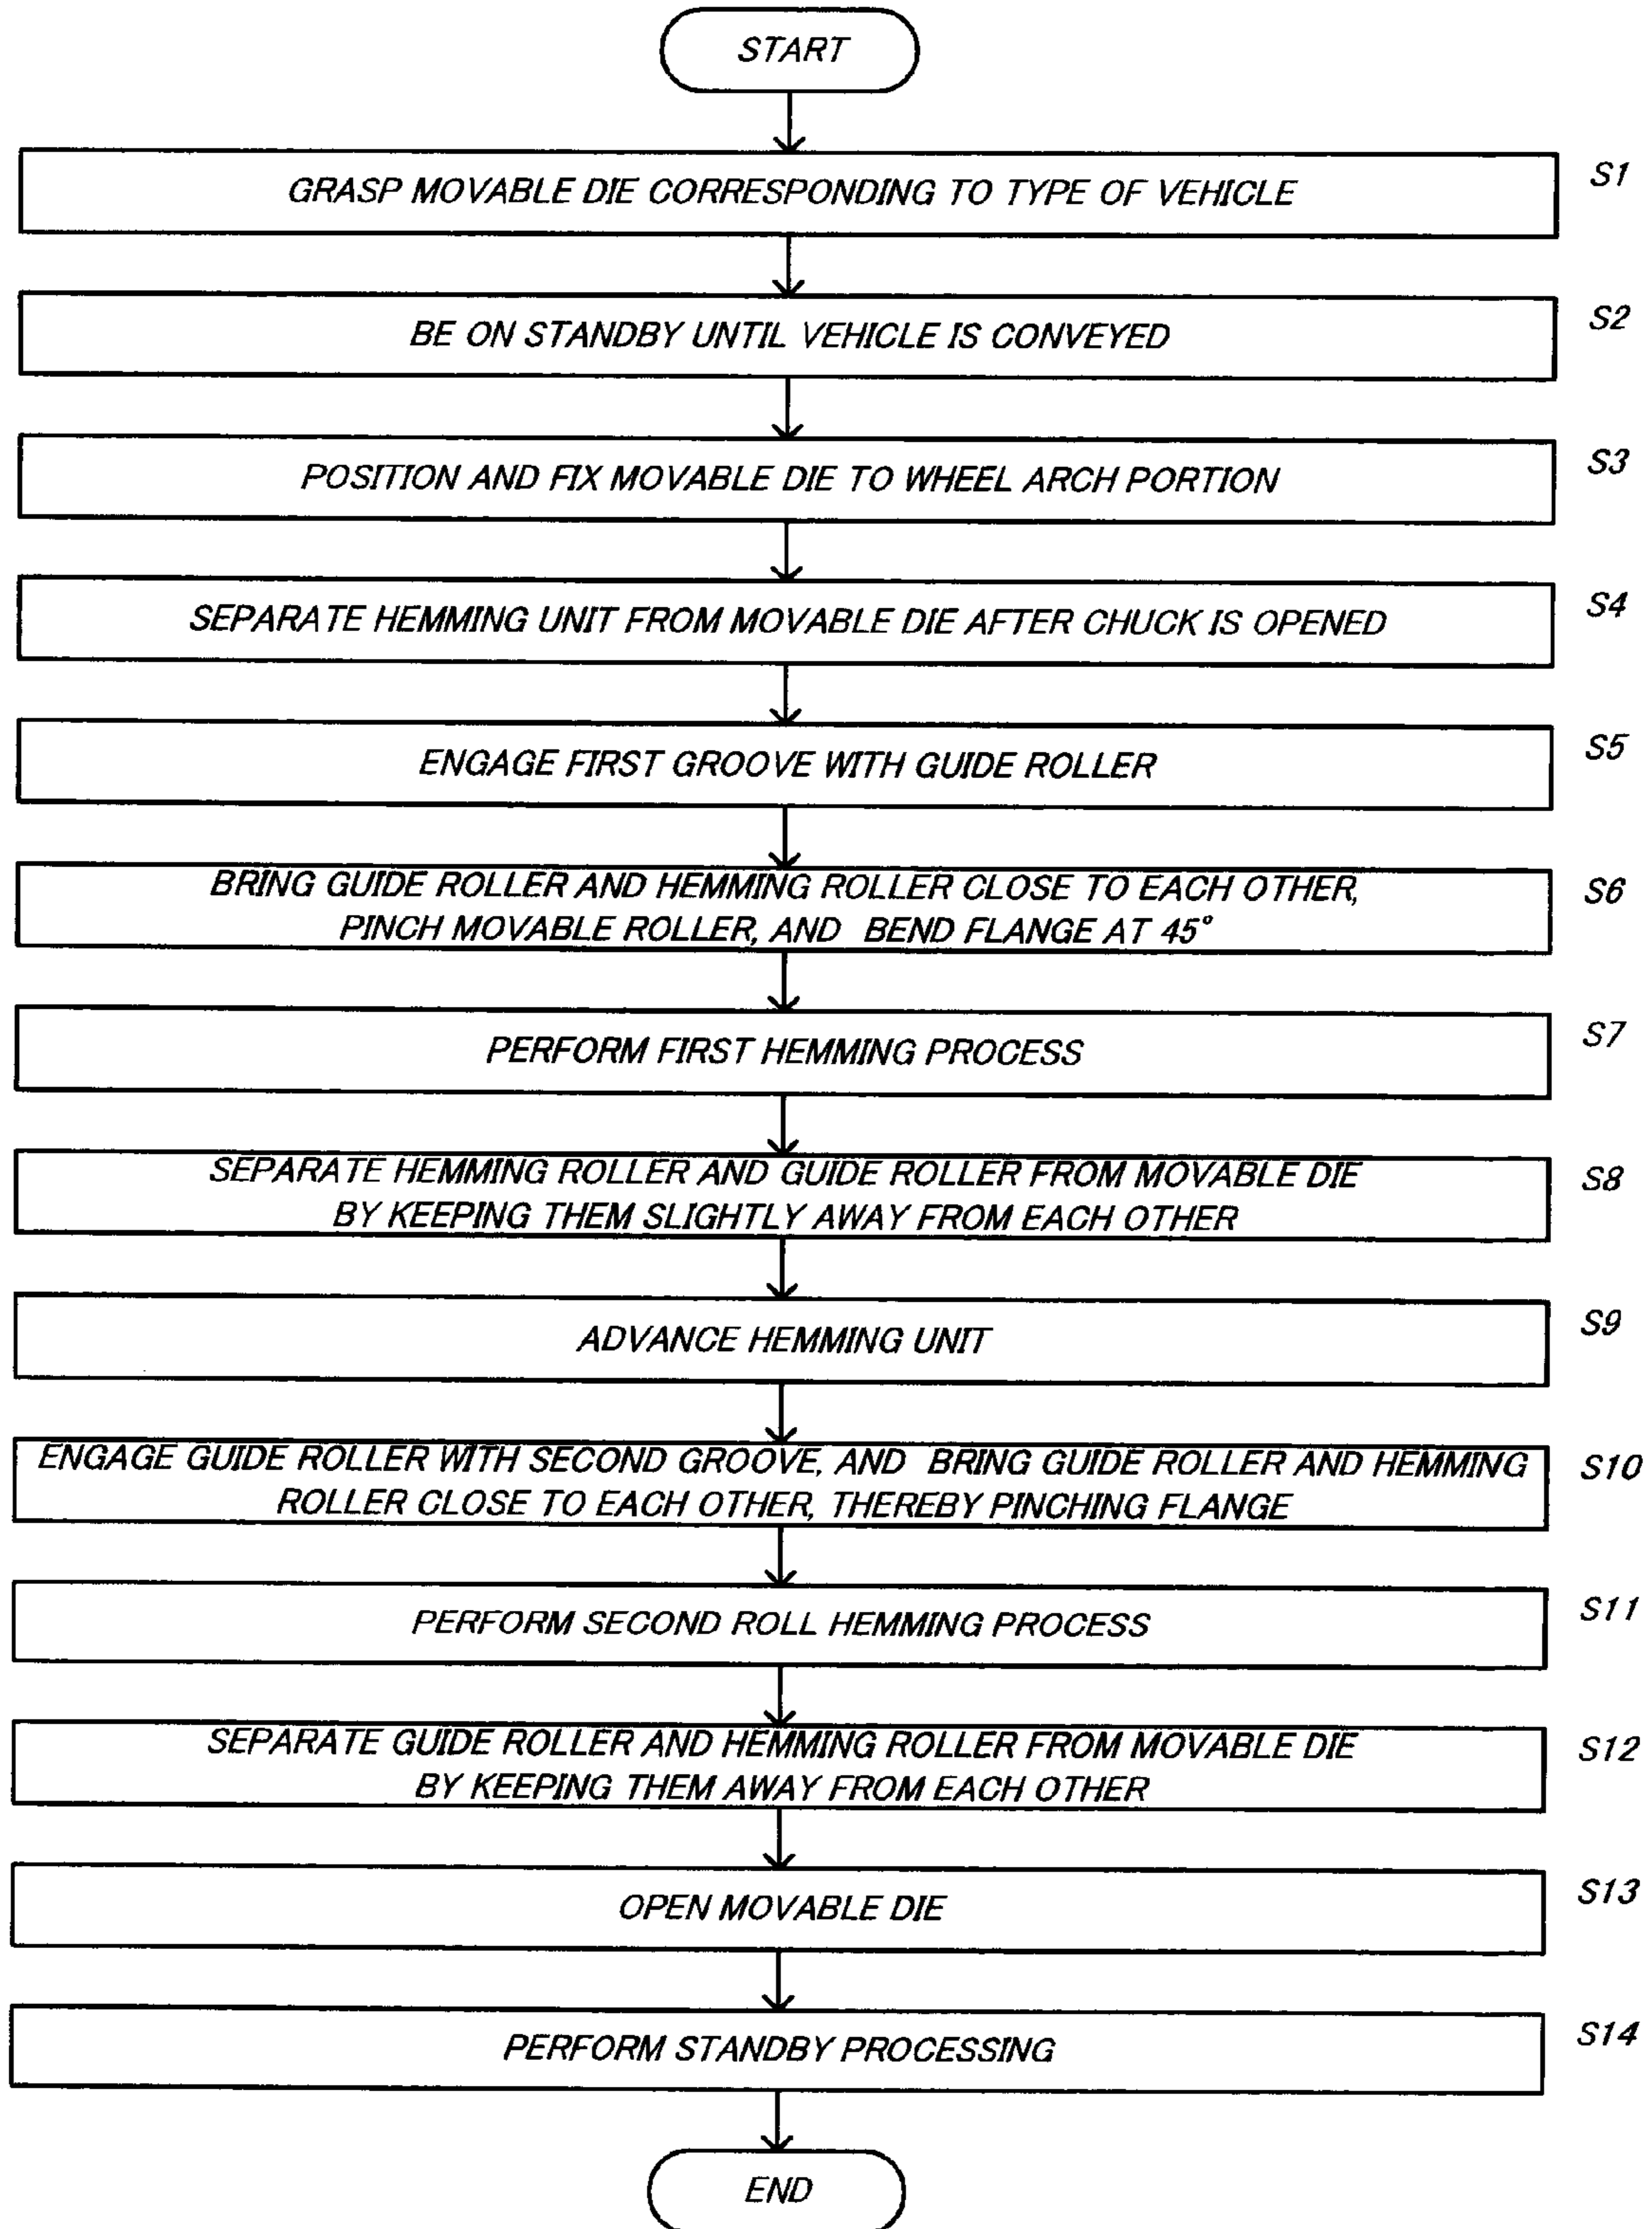 START
GRASP MOVABLE DIE CORRESPONDING TO TYPE OF VEHICLE
S1
BE ON STANDBY UNTIL VEHICLE IS CONVEYED
S2
POSITION AND FIX MOVABLE DIE TO WHEEL ARCH PORTION
S3
SEPARATE HEMMING UNIT FROM MOVABLE DIE AFTER CHUCK IS OPENED
S4
ENGAGE FIRST GROOVE WITH GUIDE ROLLER
S5
BRING GUIDE ROLLER AND HEMMING ROLLER CLOSE TO EACH OTHER,
PINCH MOVABLE ROLLER, AND BEND FLANGE AT 45°
S6
PERFORM FIRST HEMMING PROCESS
S7
SEPARATE HEMMING ROLLER AND GUIDE ROLLER FROM MOVABLE DIE
BY KEEPING THEM SLIGHTLY AWAY FROM EACH OTHER
S8
ADVANCE HEMMING UNIT
S9
ENGAGE GUIDE ROLLER WITH SECOND GROOVE, AND BRING GUIDE ROLLER AND HEMMING
ROLLER CLOSE TO EACH OTHER, THEREBY PINCHING FLANGE
S10
PERFORM SECOND ROLL HEMMING PROCESS
S11
SEPARATE GUIDE ROLLER AND HEMMING ROLLER FROM MOVABLE DIE
BY KEEPING THEM AWAY FROM EACH OTHER
S12
OPEN MOVABLE DIE
S13
PERFORM STANDBY PROCESSING
S14
END